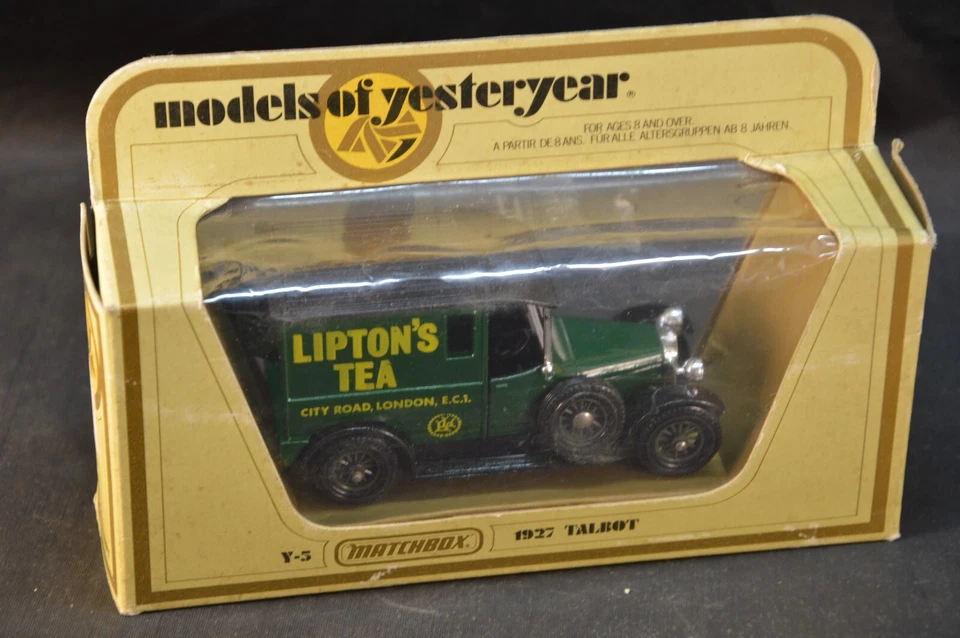 models of yesteryear®
FOR AGES 8 AND OVER.
A PARTIR DE 8 ANS. FÜR ALLE ALTERSGRUPPEN AB 8 JAHREN.
LIPTON'S
TEA
CITY ROAD, LONDON, E.C.1.
Y-5 MATCHBOX 1927 TALBOT